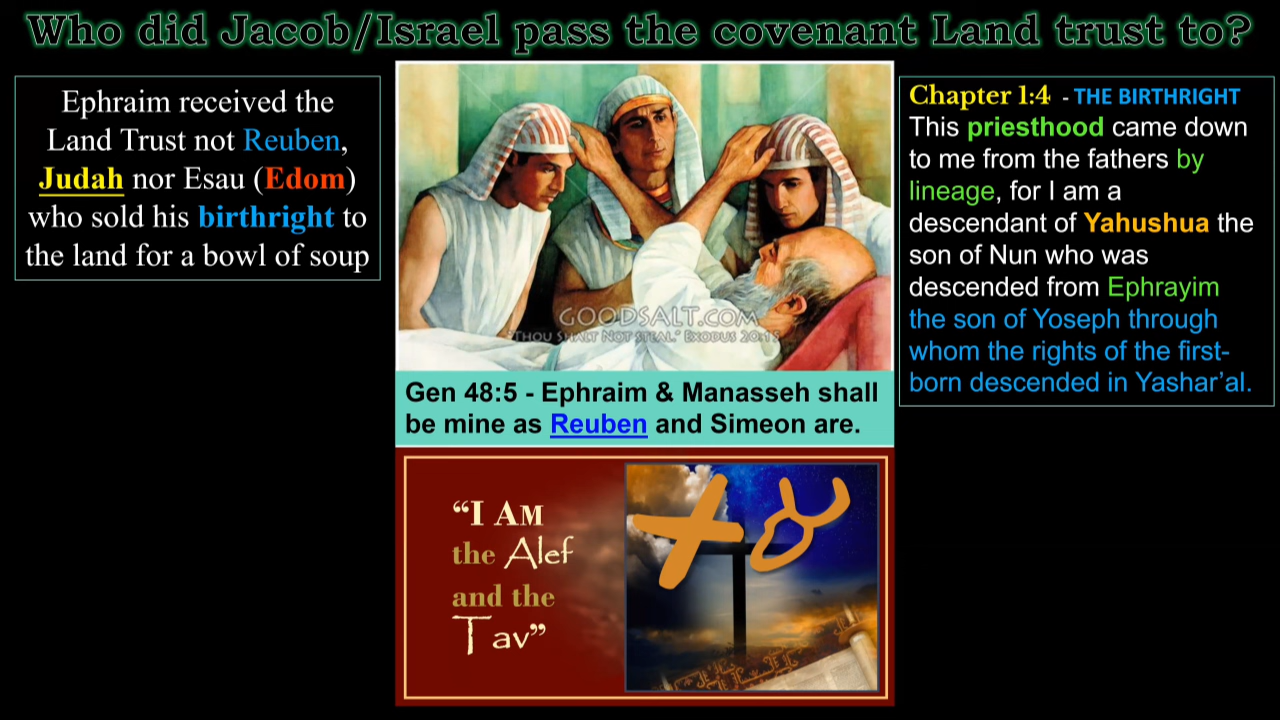 Who did Jacob/Israel pass the covenant Land trust to?
Ephraim received the
Land Trust not Reuben,
Judah nor Esau (Edom)
who sold his birthright to
the land for a bowl of soup
GOODSALT.COM
"THOU SHALT NOT STEAL." EXODUS 20:15
Gen 48:5 - Ephraim & Manasseh shall
be mine as Reuben and Simeon are.
“I AM
the Alef
and the
Tav”
Chapter 1:4 - THE BIRTHRIGHT
This priesthood came down
to me from the fathers by
lineage, for I am a
descendant of Yahushua the
son of Nun who was
descended from Ephrayim
the son of Yoseph through
whom the rights of the first-
born descended in Yashar’al.